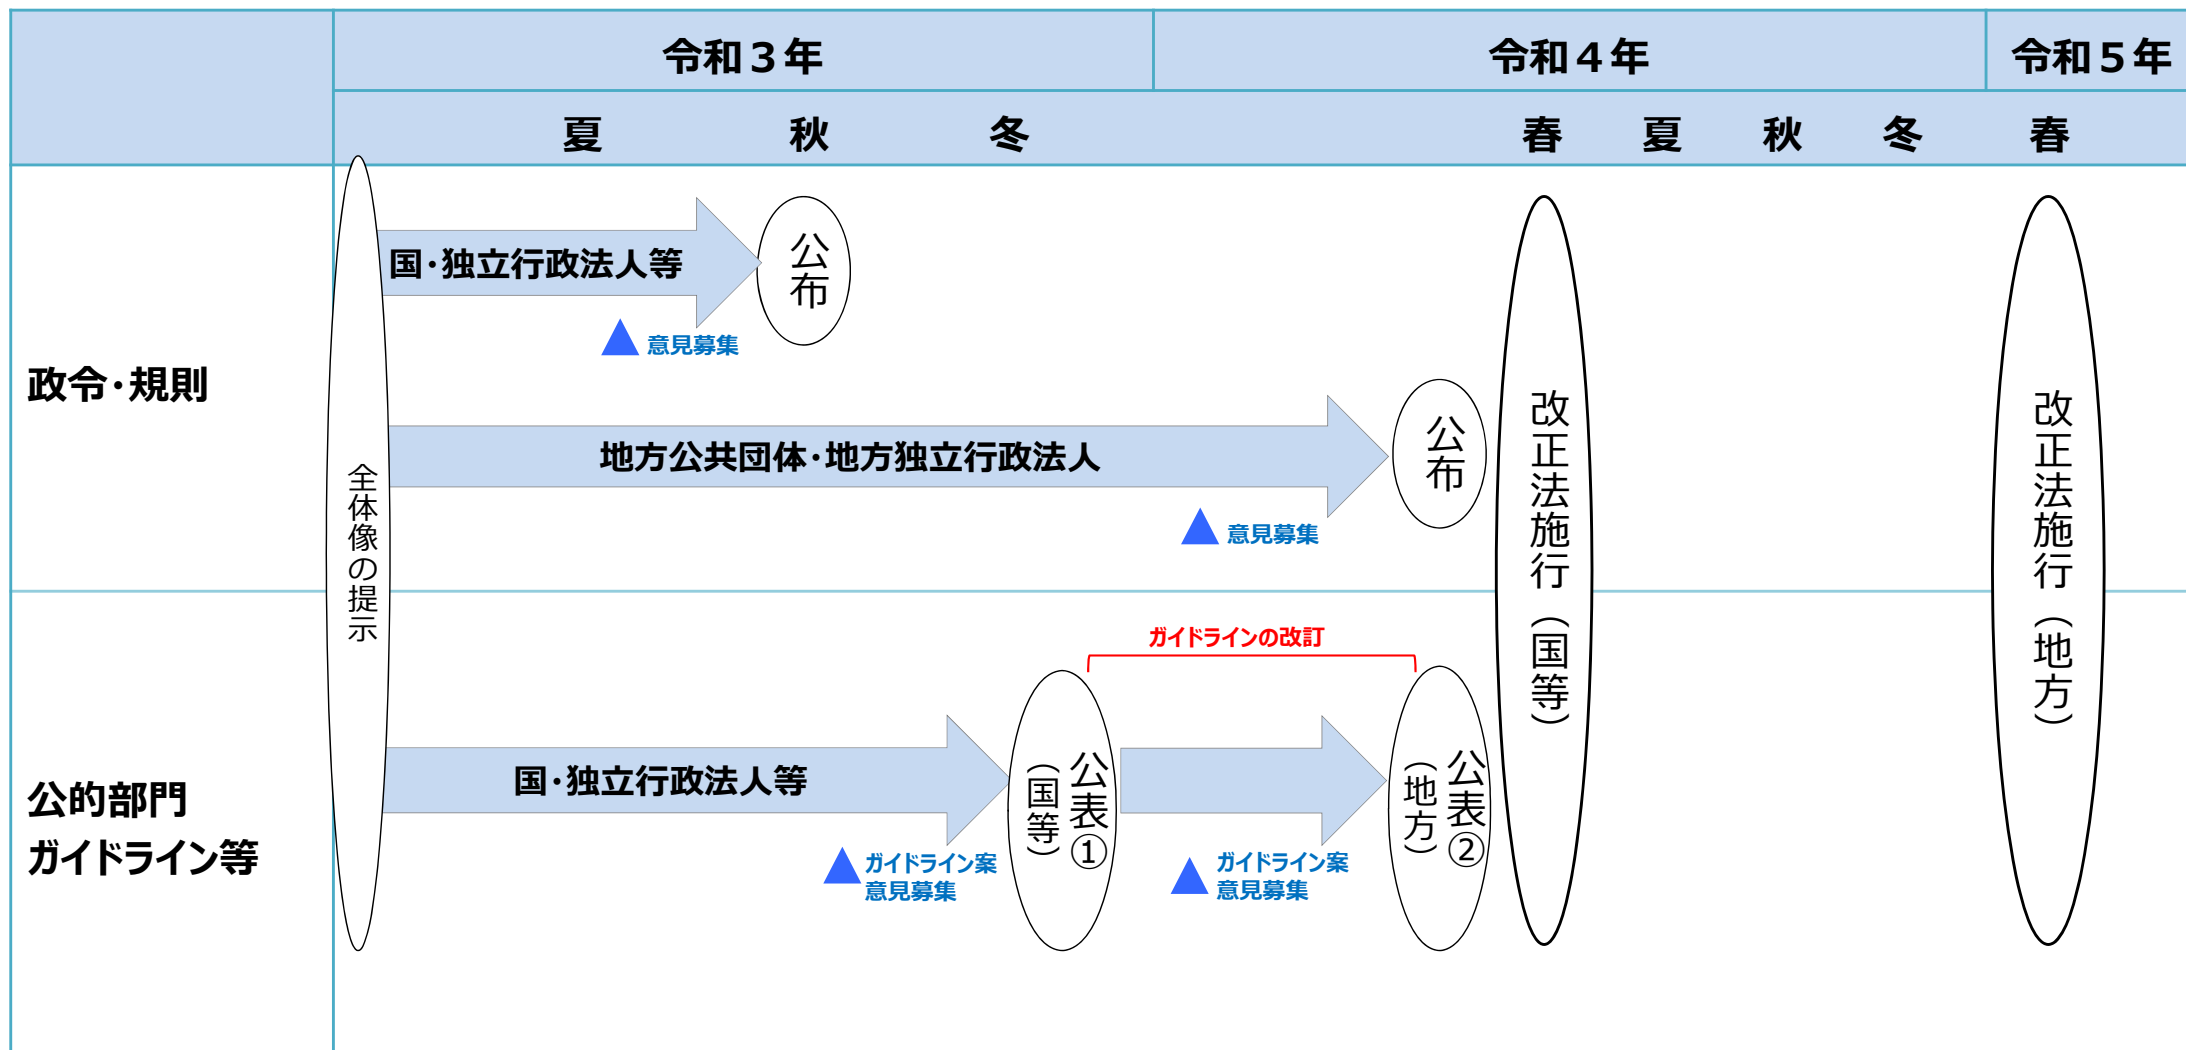 令和３年
令和４年
令和５年
夏
秋
冬
春
夏
秋
冬
春
政令・規則
全体像の提示
国・独立行政法人等
公布
意見募集
地方公共団体・地方独立行政法人
公布
意見募集
改正法施行（国等）
改正法施行（地方）
公的部門
ガイドライン等
ガイドラインの改訂
国・独立行政法人等
公表①
（国等）
公表②
（地方）
ガイドライン案
意見募集
ガイドライン案
意見募集